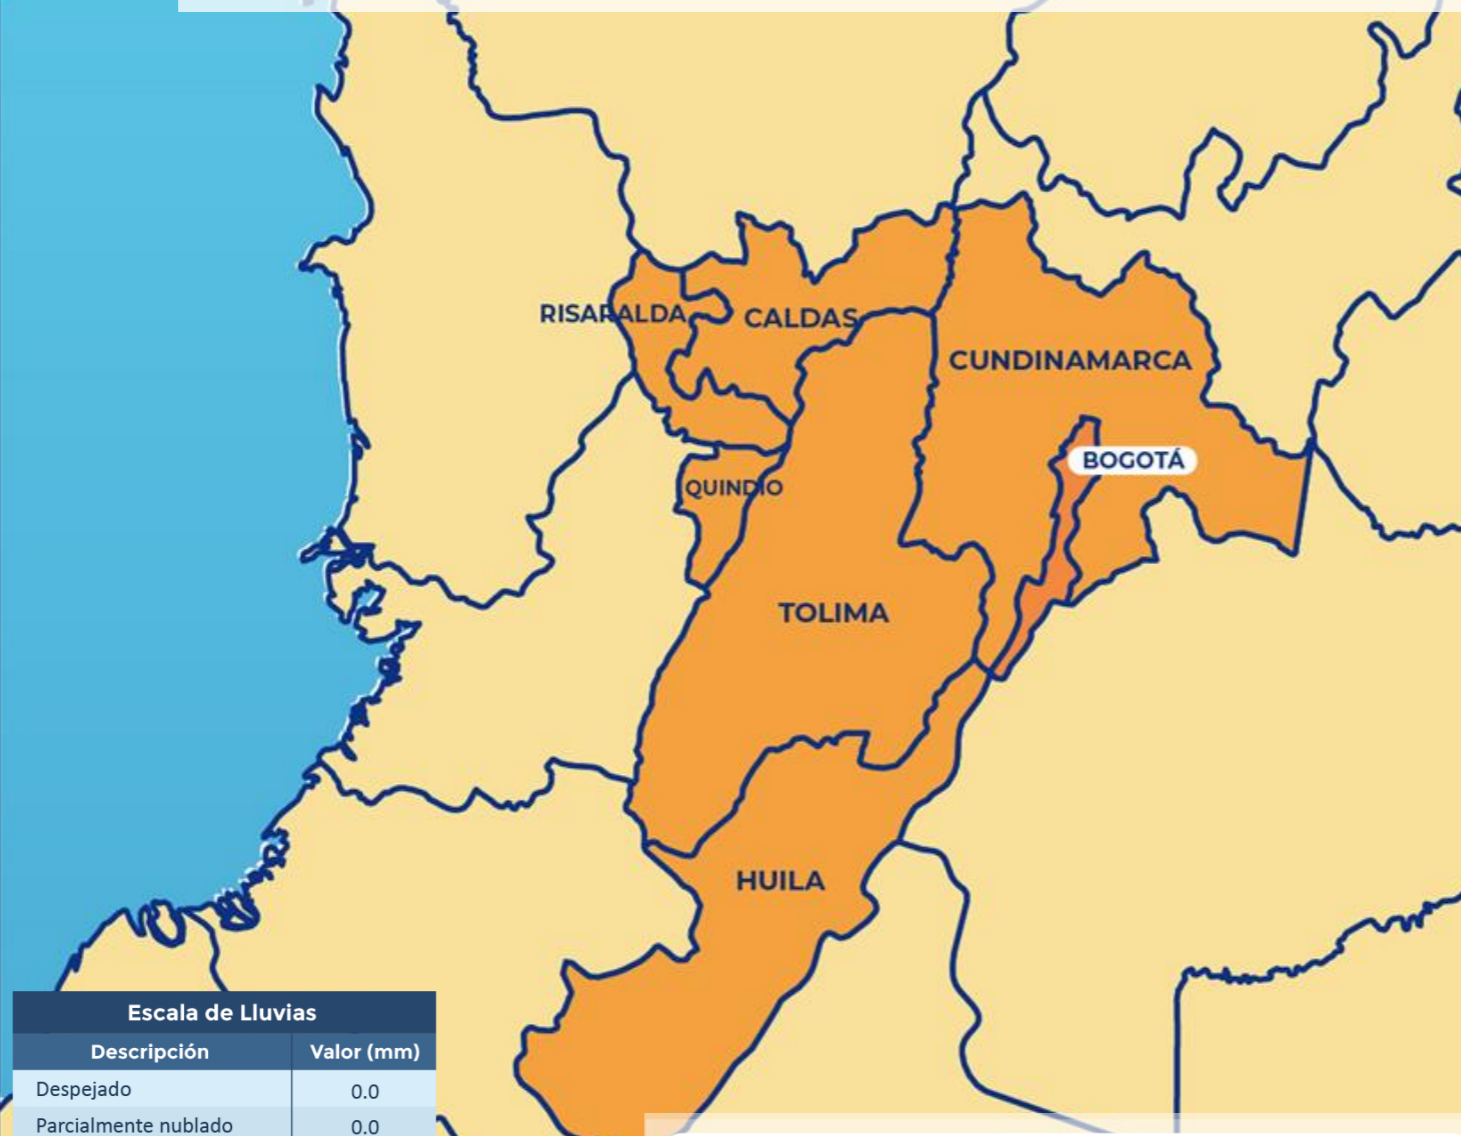 RISARALDA
CALDAS
CUNDINAMARCA
BOGOTÁ
QUINDIO
TOLIMA
HUILA
Escala de Lluvias
Descripción Valor (mm)
Despejado 0.0
Parcialmente nublado 0.0